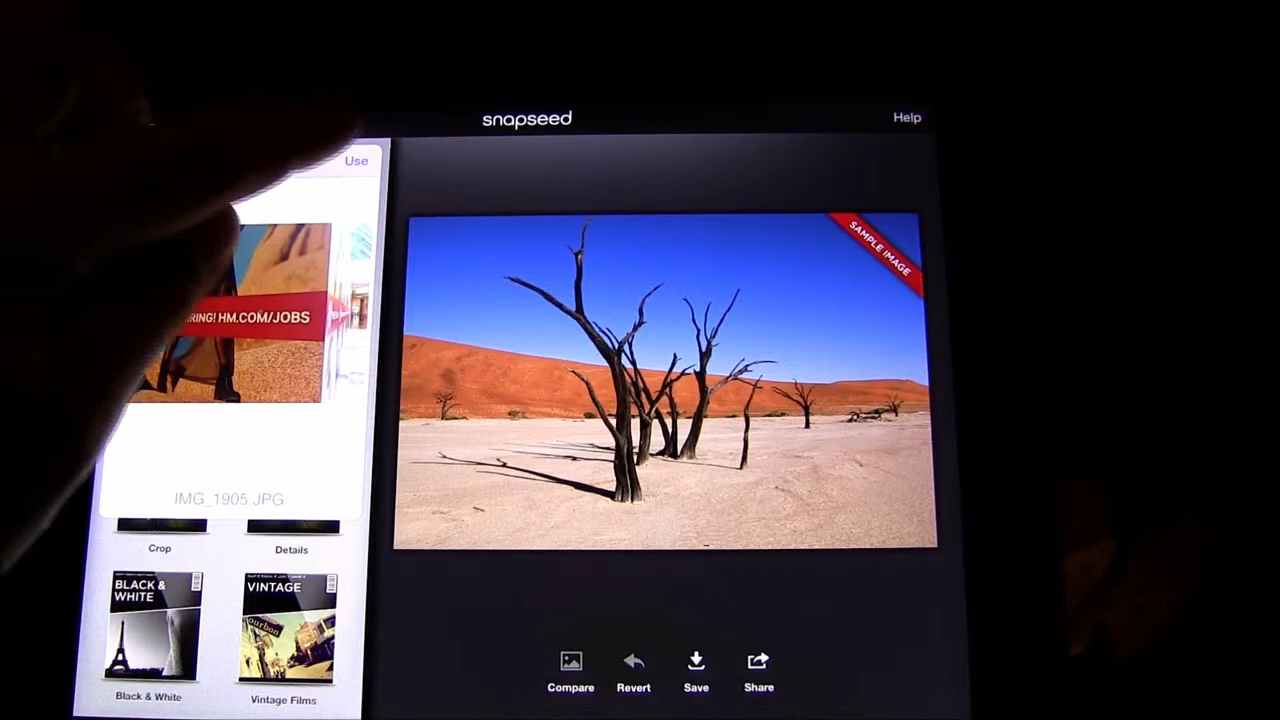 snapseed
Help
Use
SAMPLE IMAGE
RING! HM.COM/JOBS
IMG_1905.JPG
Crop
Details
BLACK &
WHITE
VINTAGE
Black & White
Vintage Films
Compare
Revert
Save
Share